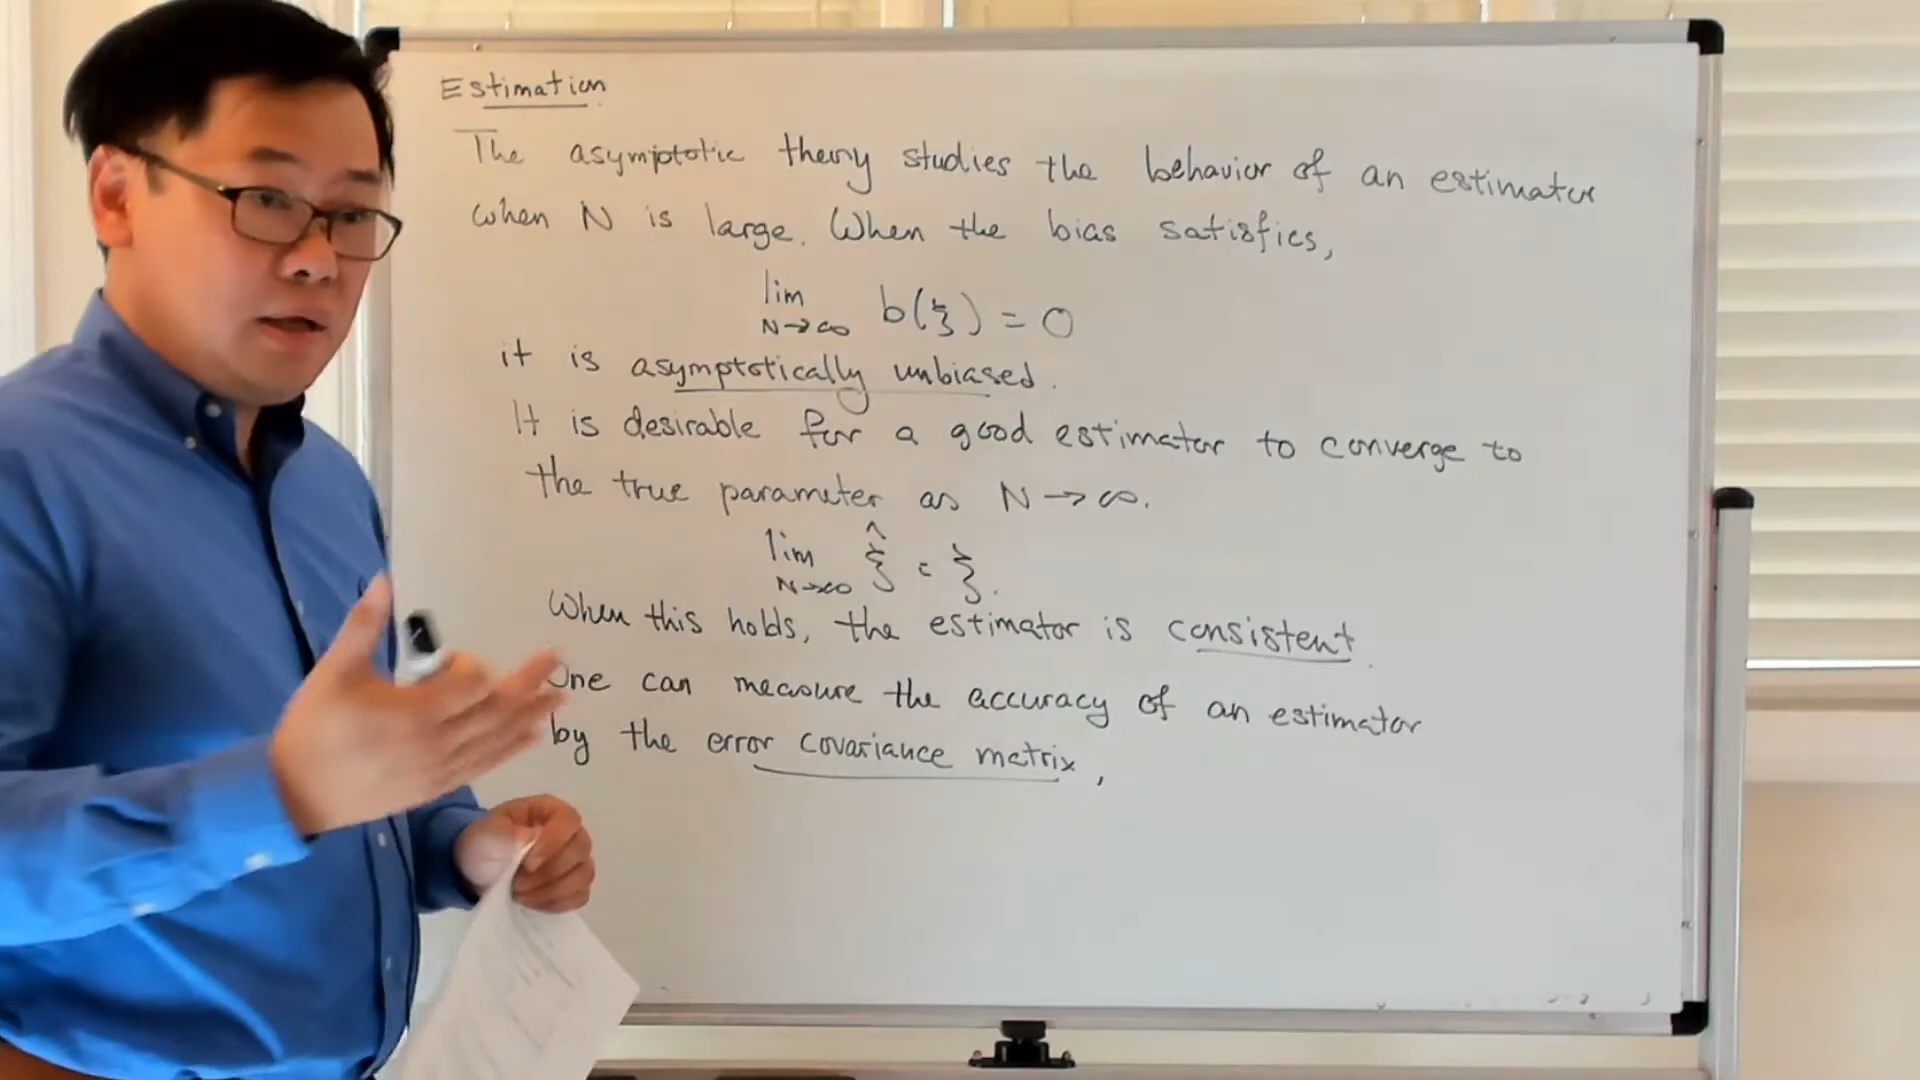 Estimation
The asymptotic theory studies the behavior of an estimator
when N is large. When the bias satisfies,
lim N→∞ b(ξ) = 0
it is asymptotically unbiased.
It is desirable for a good estimator to converge to
the true parameter as N → ∞.
lim N→∞ ξ̂ = ξ.
When this holds, the estimator is consistent.
One can measure the accuracy of an estimator
by the error covariance matrix,